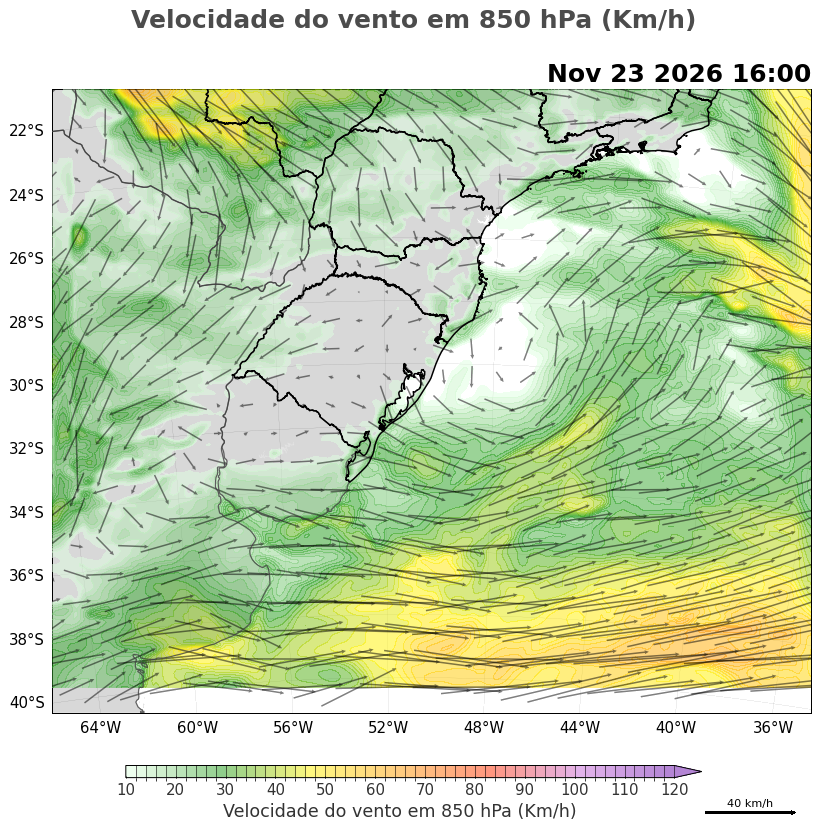 Velocidade do vento em 850 hPa (Km/h)
Nov 23 2026 16:00
22°S
24°S
26°S
28°S
30°S
32°S
34°S
36°S
38°S
40°S
64°W 60°W 56°W 52°W 48°W 44°W 40°W 36°W
10 20 30 40 50 60 70 80 90 100 110 120
Velocidade do vento em 850 hPa (Km/h)
40 km/h